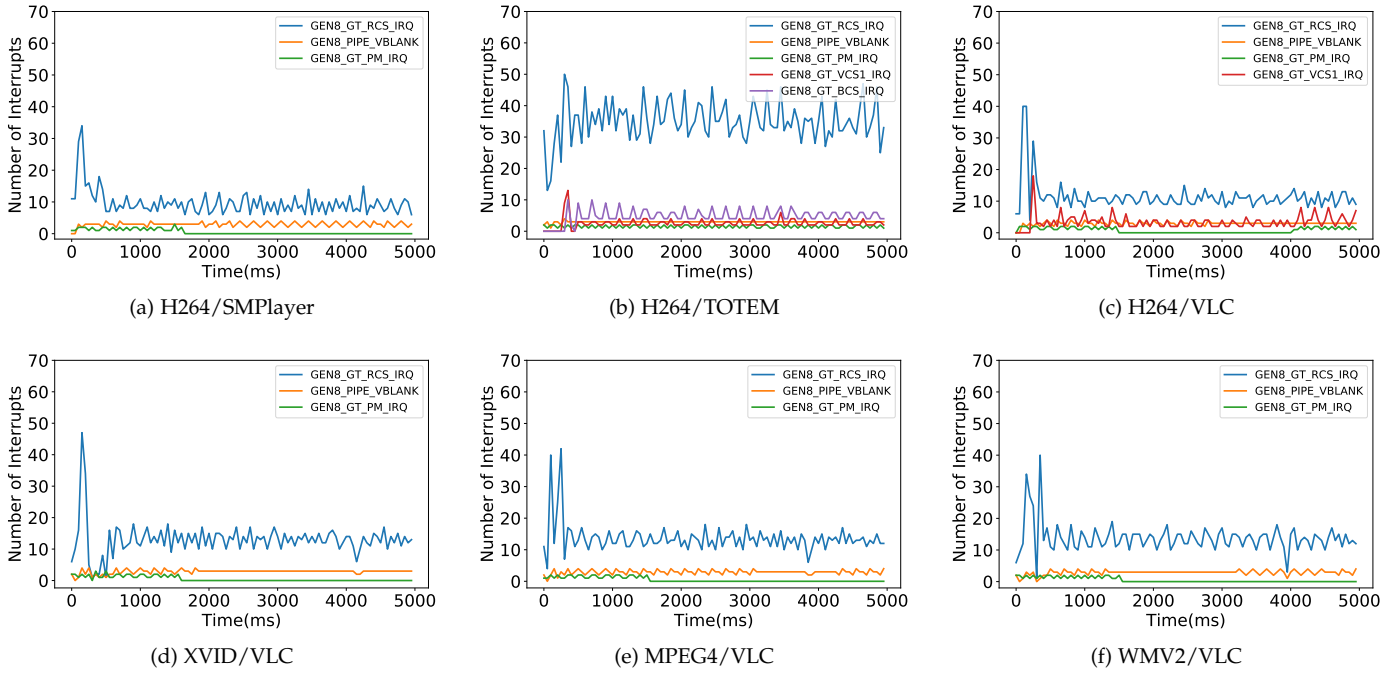 70
60
50
40
30
20
10
0
Number of Interrupts
GEN8_GT_RCS_IRQ
GEN8_PIPE_VBLANK
GEN8_GT_PM_IRQ
0 1000 2000 3000 4000 5000
Time(ms)
(a) H264/SMPlayer
70
60
50
40
30
20
10
0
Number of Interrupts
GEN8_GT_RCS_IRQ
GEN8_PIPE_VBLANK
GEN8_GT_PM_IRQ
GEN8_GT_VCS1_IRQ
GEN8_GT_BCS_IRQ
0 1000 2000 3000 4000 5000
Time(ms)
(b) H264/TOTEM
70
60
50
40
30
20
10
0
Number of Interrupts
GEN8_GT_RCS_IRQ
GEN8_PIPE_VBLANK
GEN8_GT_PM_IRQ
GEN8_GT_VCS1_IRQ
0 1000 2000 3000 4000 5000
Time(ms)
(c) H264/VLC
70
60
50
40
30
20
10
0
Number of Interrupts
GEN8_GT_RCS_IRQ
GEN8_PIPE_VBLANK
GEN8_GT_PM_IRQ
0 1000 2000 3000 4000 5000
Time(ms)
(d) XVID/VLC
70
60
50
40
30
20
10
0
Number of Interrupts
GEN8_GT_RCS_IRQ
GEN8_PIPE_VBLANK
GEN8_GT_PM_IRQ
0 1000 2000 3000 4000 5000
Time(ms)
(e) MPEG4/VLC
70
60
50
40
30
20
10
0
Number of Interrupts
GEN8_GT_RCS_IRQ
GEN8_PIPE_VBLANK
GEN8_GT_PM_IRQ
0 1000 2000 3000 4000 5000
Time(ms)
(f) WMV2/VLC